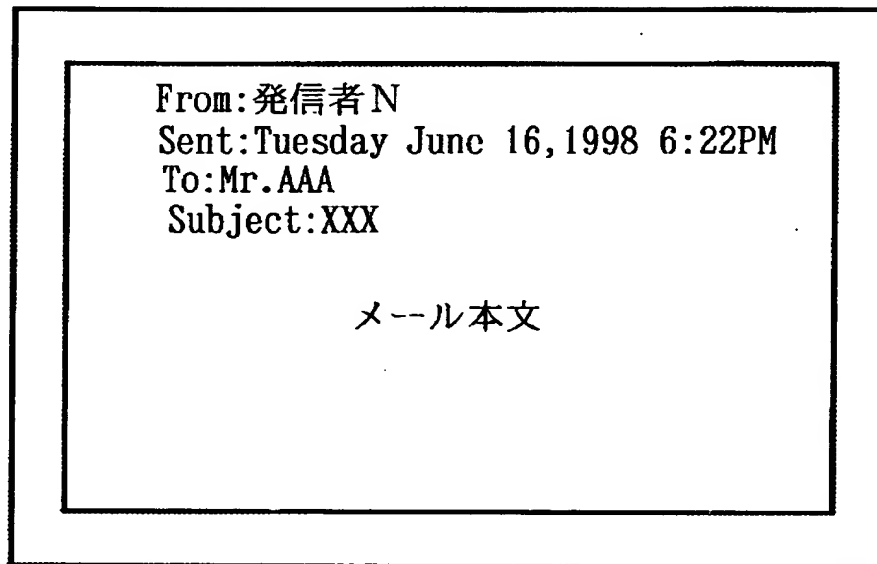 From:発信者N
Sent:Tuesday June 16,1998 6:22PM
To:Mr.AAA
Subject:XXX
メール本文